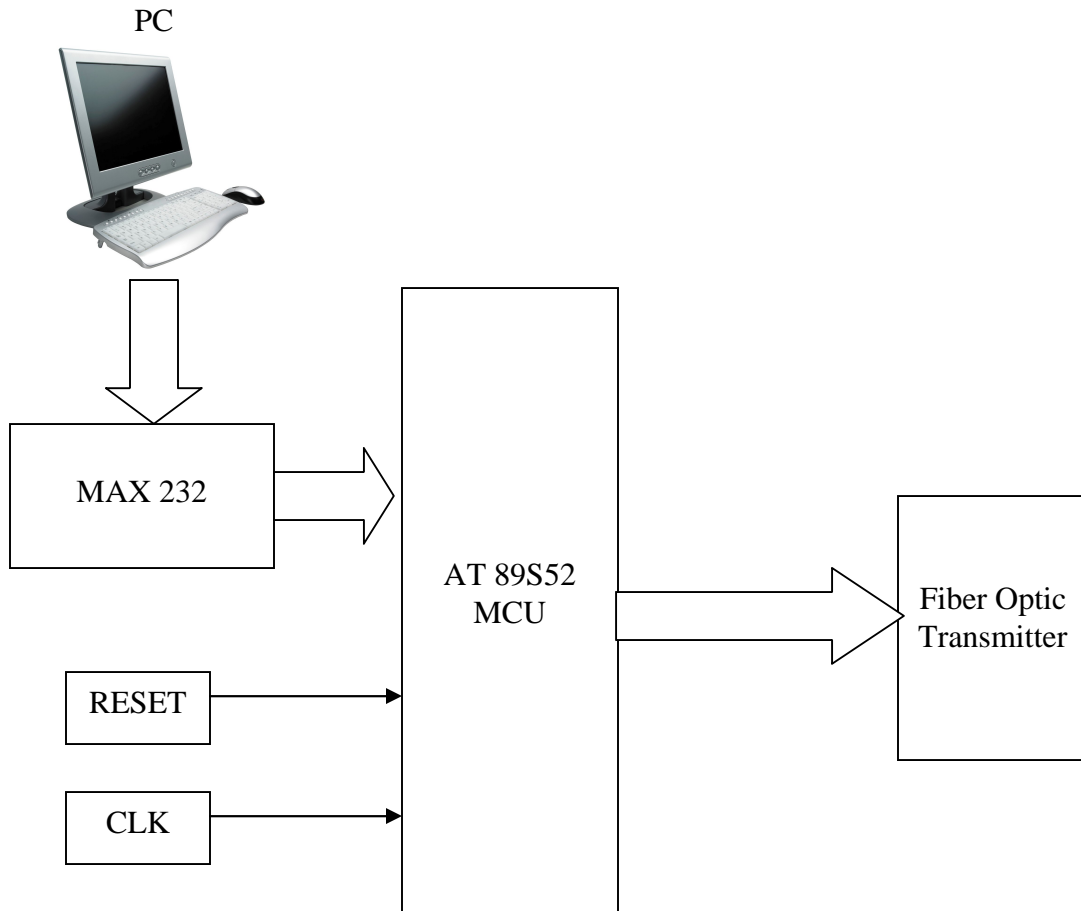 PC
MAX 232
AT 89S52
MCU
Fiber Optic
Transmitter
RESET
CLK